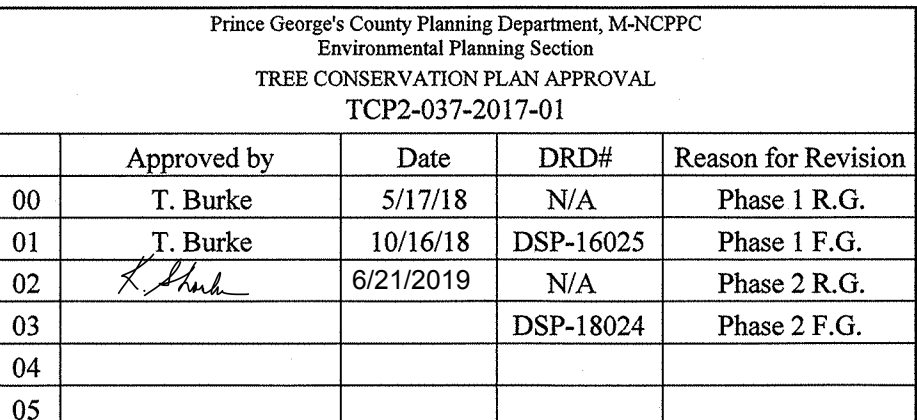 Prince George's County Planning Department, M-NCPPC
Environmental Planning Section
TREE CONSERVATION PLAN APPROVAL
TCP2-037-2017-01
Approved by Date DRD# Reason for Revision
00 T. Burke 5/17/18 N/A Phase 1 R.G.
01 T. Burke 10/16/18 DSP-16025 Phase 1 F.G.
02 K. 6/21/2019 N/A Phase 2 R.G.
03 DSP-18024 Phase 2 F.G.
04
05